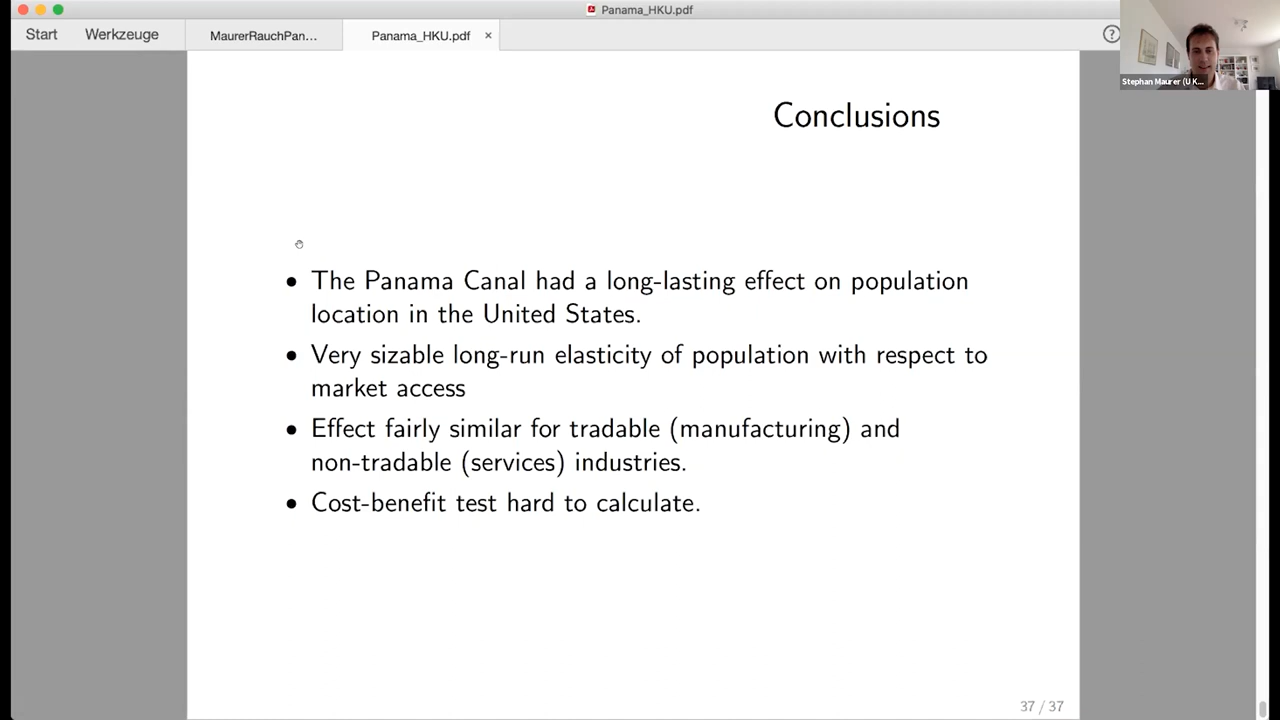 Panama_HKU.pdf
Start
Werkzeuge
MaurerRauchPan...
Panama_HKU.pdf
×
?
Stephan Maurer (U K...
Conclusions
• The Panama Canal had a long-lasting effect on population
location in the United States.
• Very sizable long-run elasticity of population with respect to
market access
• Effect fairly similar for tradable (manufacturing) and
non-tradable (services) industries.
• Cost-benefit test hard to calculate.
37 / 37